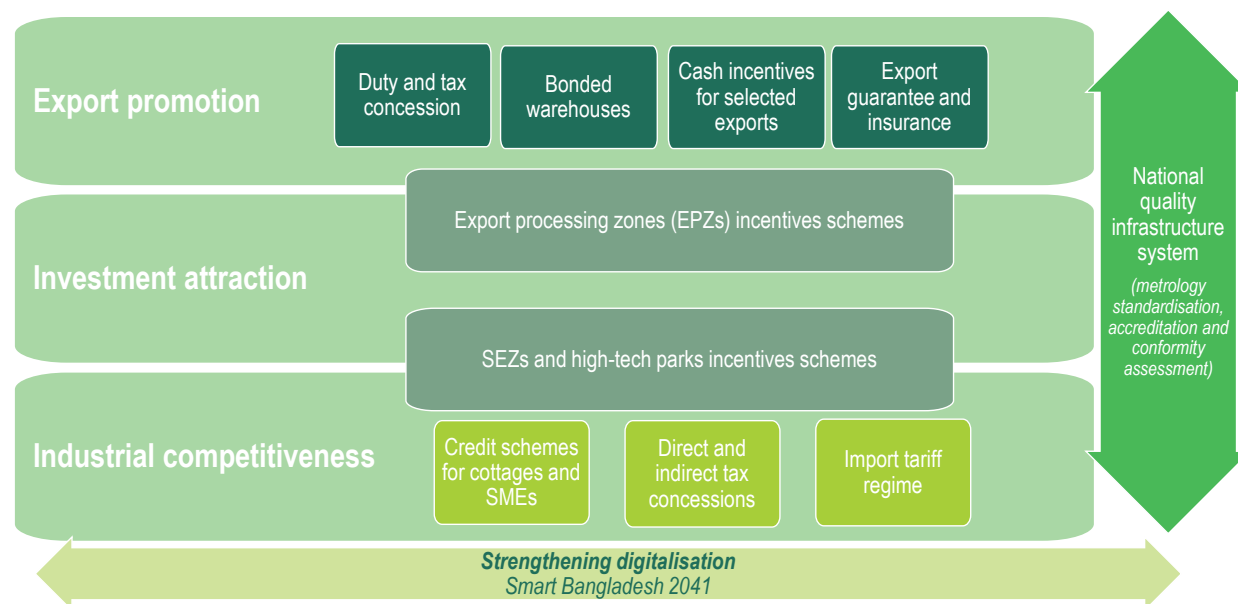 Export promotion
Duty and tax
concession
Bonded
warehouses
Cash incentives
for selected
exports
Export
guarantee and
insurance
Export processing zones (EPZs) incentives schemes
Investment attraction
SEZs and high-tech parks incentives schemes
Industrial competitiveness
Credit schemes
for cottages and
SMEs
Direct and
indirect tax
concessions
Import tariff
regime
National
quality
infrastructure
system
(metrology
standardisation,
accreditation and
conformity
assessment)
Strengthening digitalisation
Smart Bangladesh 2041